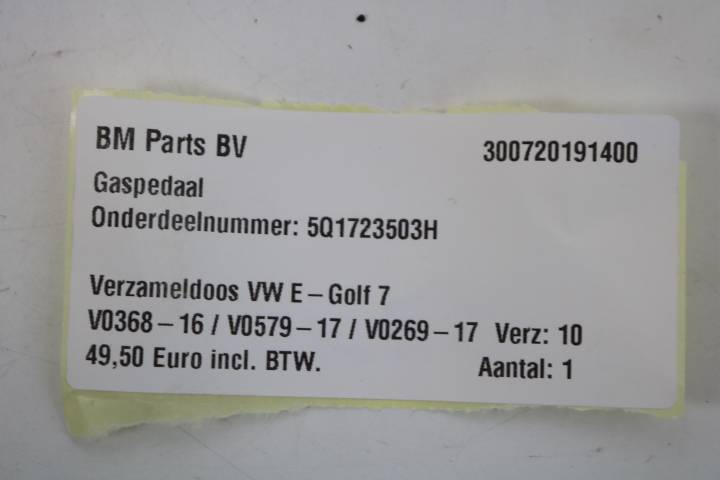 BM Parts BV 300720191400
Gaspedaal
Onderdeelnummer: 5Q1723503H
Verzameldoos VW E-Golf 7
V0368-16 / V0579-17 / V0269-17 Verz: 10
49,50 Euro incl. BTW. Aantal: 1